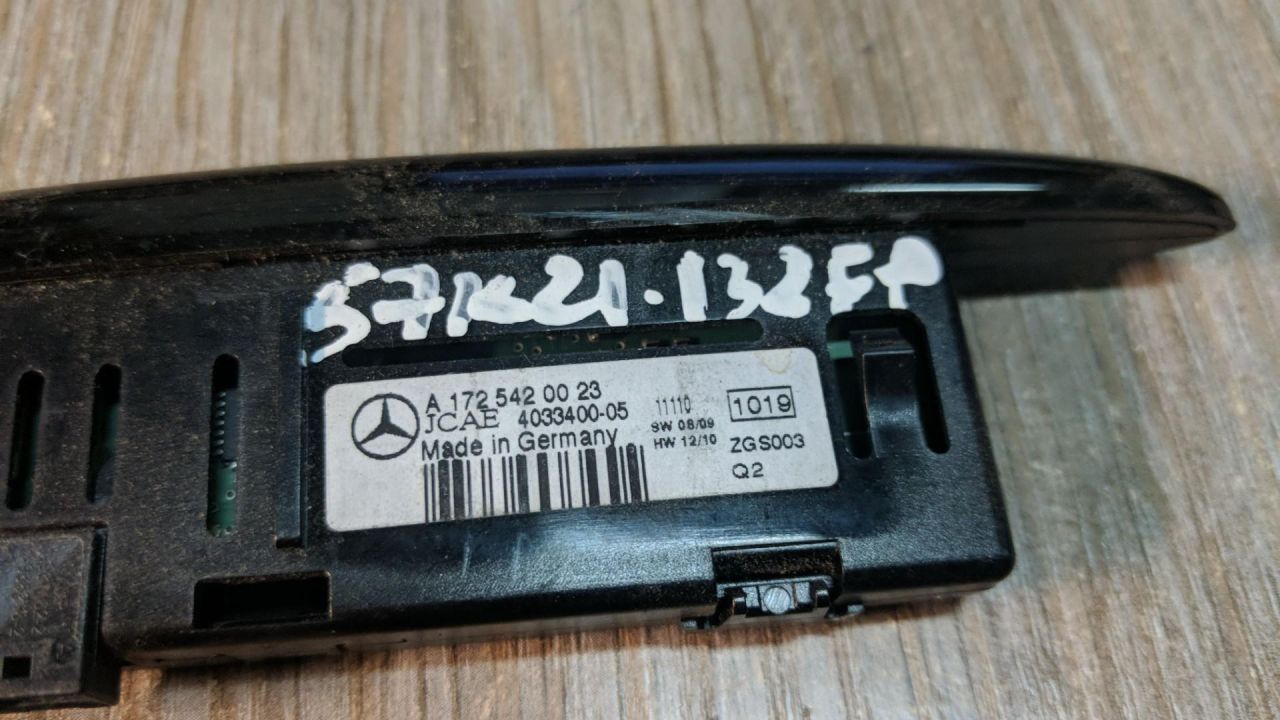 57K21.132FP
A 172 542 00 23
JCAE 4033400-05
Made in Germany
11110
SW 08/09
HW 12/10
1019
ZGS003
Q2